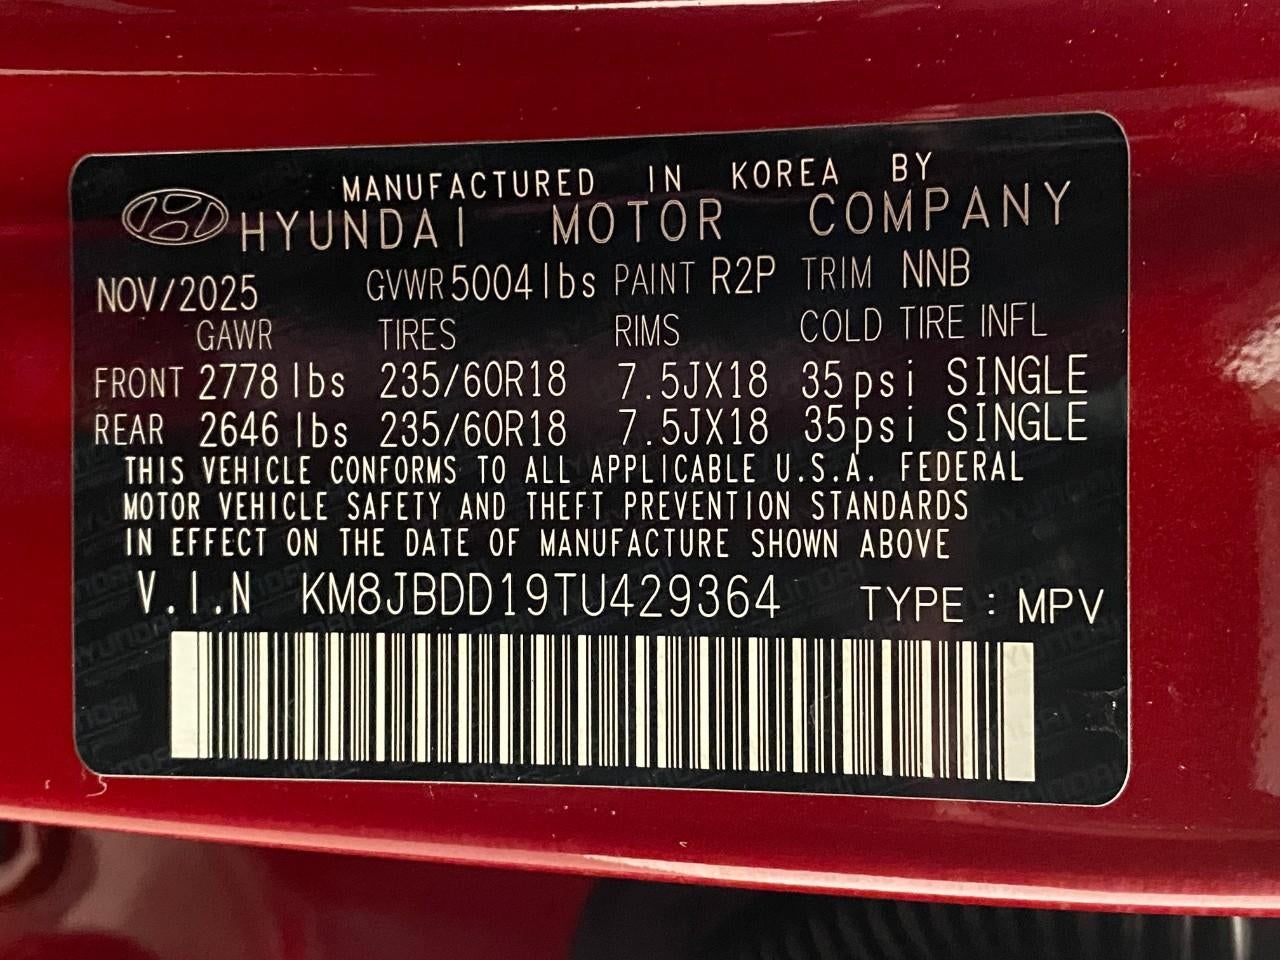 MANUFACTURED IN KOREA BY
HYUNDAI MOTOR COMPANY
NOV/2025 GVWR 5004lbs PAINT R2P TRIM NNB
GAWR TIRES RIMS COLD TIRE INFL
FRONT 2778 lbs 235/60R18 7.5JX18 35psi SINGLE
REAR 2646 lbs 235/60R18 7.5JX18 35psi SINGLE
THIS VEHICLE CONFORMS TO ALL APPLICABLE U.S.A. FEDERAL
MOTOR VEHICLE SAFETY AND THEFT PREVENTION STANDARDS
IN EFFECT ON THE DATE OF MANUFACTURE SHOWN ABOVE
V.I.N KM8JBDD19TU429364 TYPE : MPV